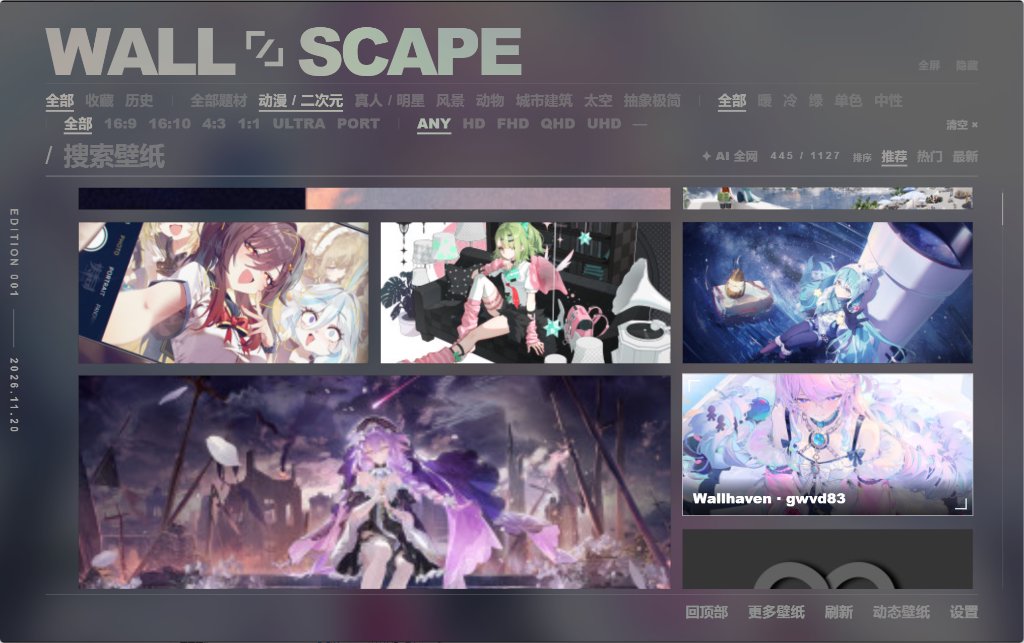 WALL SCAPE
全屏 隐藏
全部 收藏 历史 全部题材 动漫 / 二次元 真人 / 明星 风景 动物 城市建筑 太空 抽象极简 全部 暖 冷 绿 单色 中性
全部 16:9 16:10 4:3 1:1 ULTRA PORT ANY HD FHD QHD UHD —
清空 ×
/ 搜索壁纸
AI 全网 445 / 1127 排序 推荐 热门 最新
EDITION 001
2026.11.20
PHOTO
PORTRAIT
Wallhaven · gwvd83
回顶部 更多壁纸 刷新 动态壁纸 设置